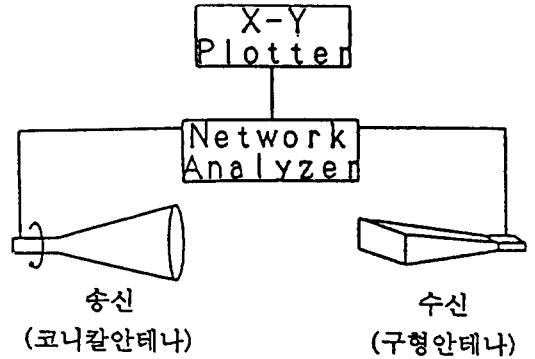 X-Y
Plotter
Network
Analyzer
송신
(코니칼안테나)
수신
(구형안테나)